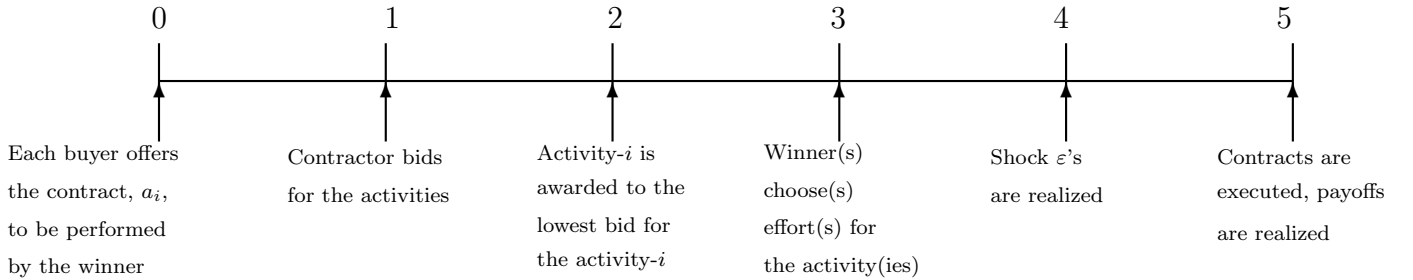 0 1 2 3 4 5
Each buyer offers
the contract, a_i,
to be performed
by the winner
Contractor bids
for the activities
Activity-i is
awarded to the
lowest bid for
the activity-i
Winner(s)
choose(s)
effort(s) for
the activity(ies)
Shock ε's
are realized
Contracts are
executed, payoffs
are realized